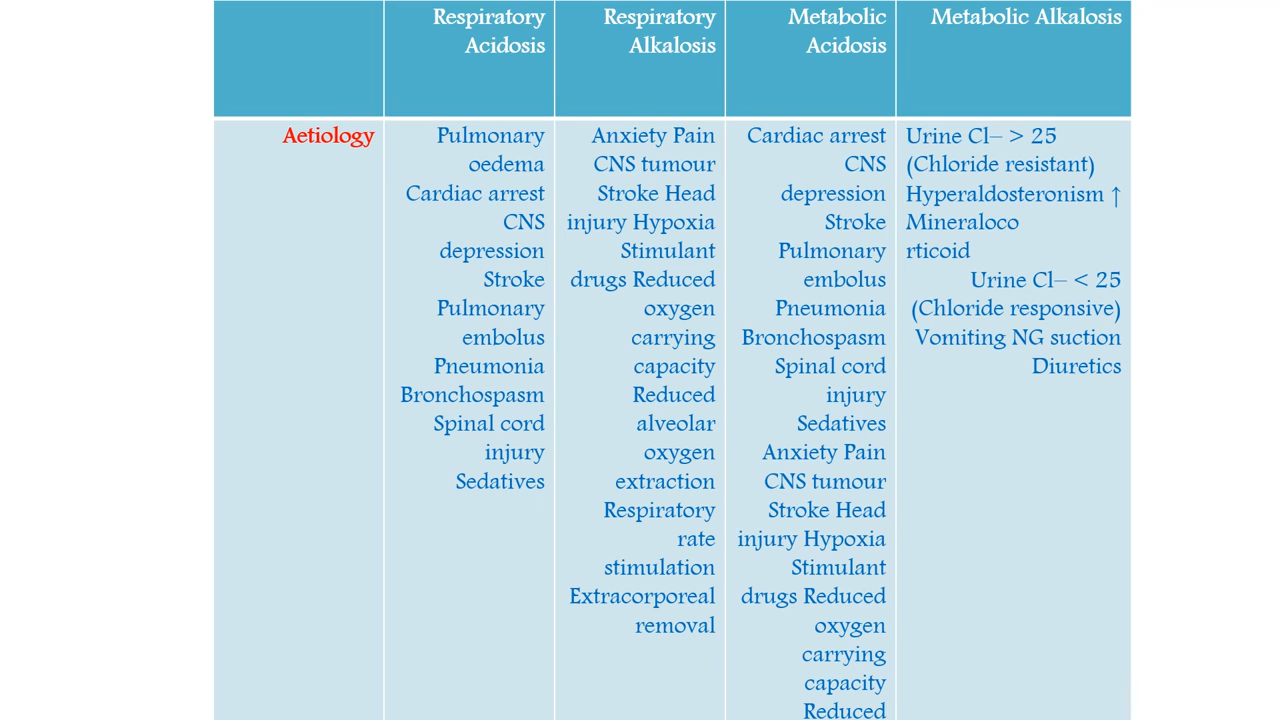 Respiratory
Acidosis
Respiratory
Alkalosis
Metabolic
Acidosis
Metabolic Alkalosis
Aetiology
Pulmonary
oedema
Cardiac arrest
CNS
depression
Stroke
Pulmonary
embolus
Pneumonia
Bronchospasm
Spinal cord
injury
Sedatives
Anxiety Pain
CNS tumour
Stroke Head
injury Hypoxia
Stimulant
drugs Reduced
oxygen
carrying
capacity
Reduced
alveolar
oxygen
extraction
Respiratory
rate
stimulation
Extracorporeal
removal
Cardiac arrest
CNS
depression
Stroke
Pulmonary
embolus
Pneumonia
Bronchospasm
Spinal cord
injury
Sedatives
Anxiety Pain
CNS tumour
Stroke Head
injury Hypoxia
Stimulant
drugs Reduced
oxygen
carrying
capacity
Reduced
Urine Cl– > 25
(Chloride resistant)
Hyperaldosteronism ↑
Mineraloco
rticoid
Urine Cl– < 25
(Chloride responsive)
Vomiting NG suction
Diuretics